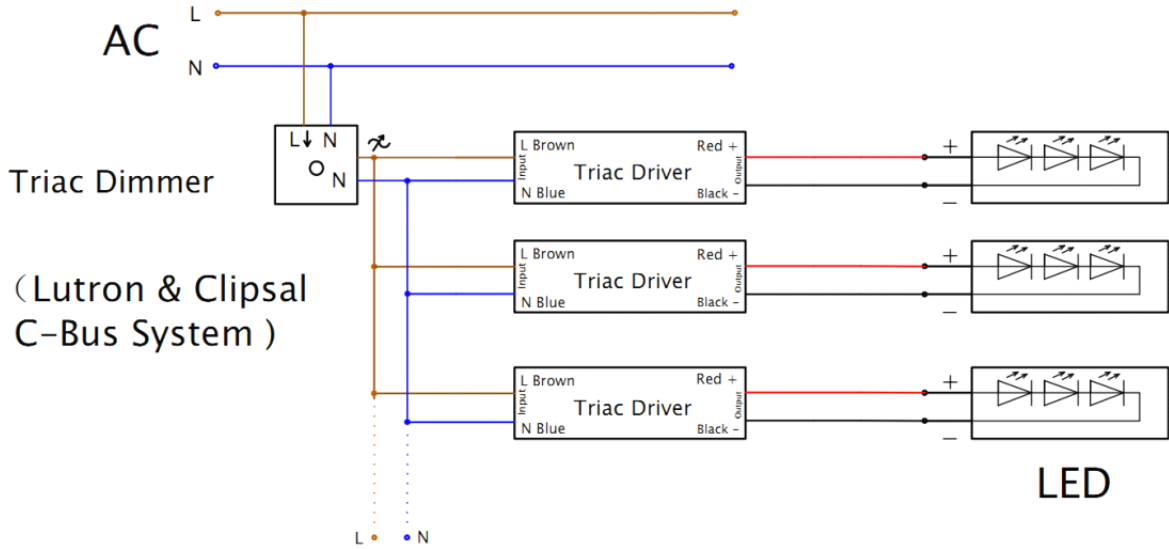 L
AC
N
L N
N
Triac Dimmer
(Lutron & Clipsal
C-Bus System )
L Brown
Input
N Blue
Triac Driver
Red +
Output
Black -
+
−
L Brown
Input
N Blue
Triac Driver
Red +
Output
Black -
+
−
L Brown
Input
N Blue
Triac Driver
Red +
Output
Black -
+
−
LED
L
N